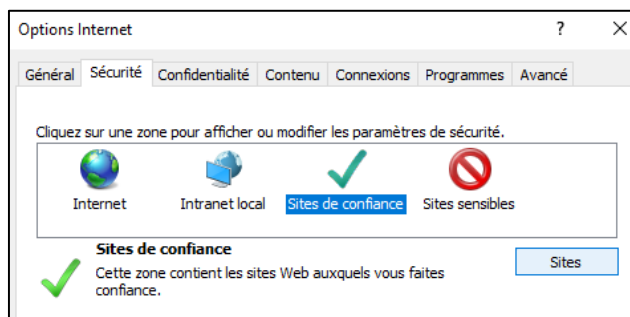 Options Internet ? ×
Général Sécurité Confidentialité Contenu Connexions Programmes Avancé
Cliquez sur une zone pour afficher ou modifier les paramètres de sécurité.
Internet Intranet local Sites de confiance Sites sensibles
Sites de confiance
Cette zone contient les sites Web auxquels vous faites
confiance.
Sites